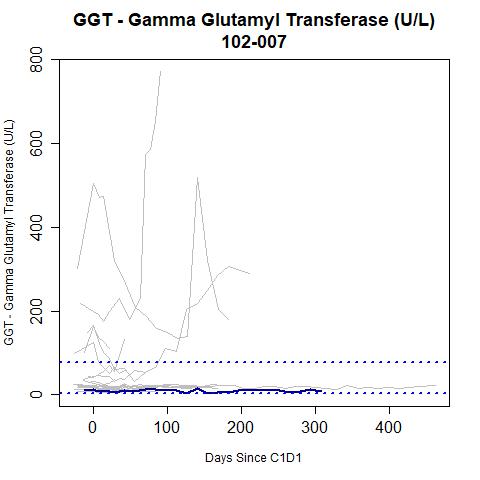 GGT - Gamma Glutamyl Transferase (U/L)
102-007
GGT - Gamma Glutamyl Transferase (U/L)
800
600
400
200
0
0 100 200 300 400
Days Since C1D1